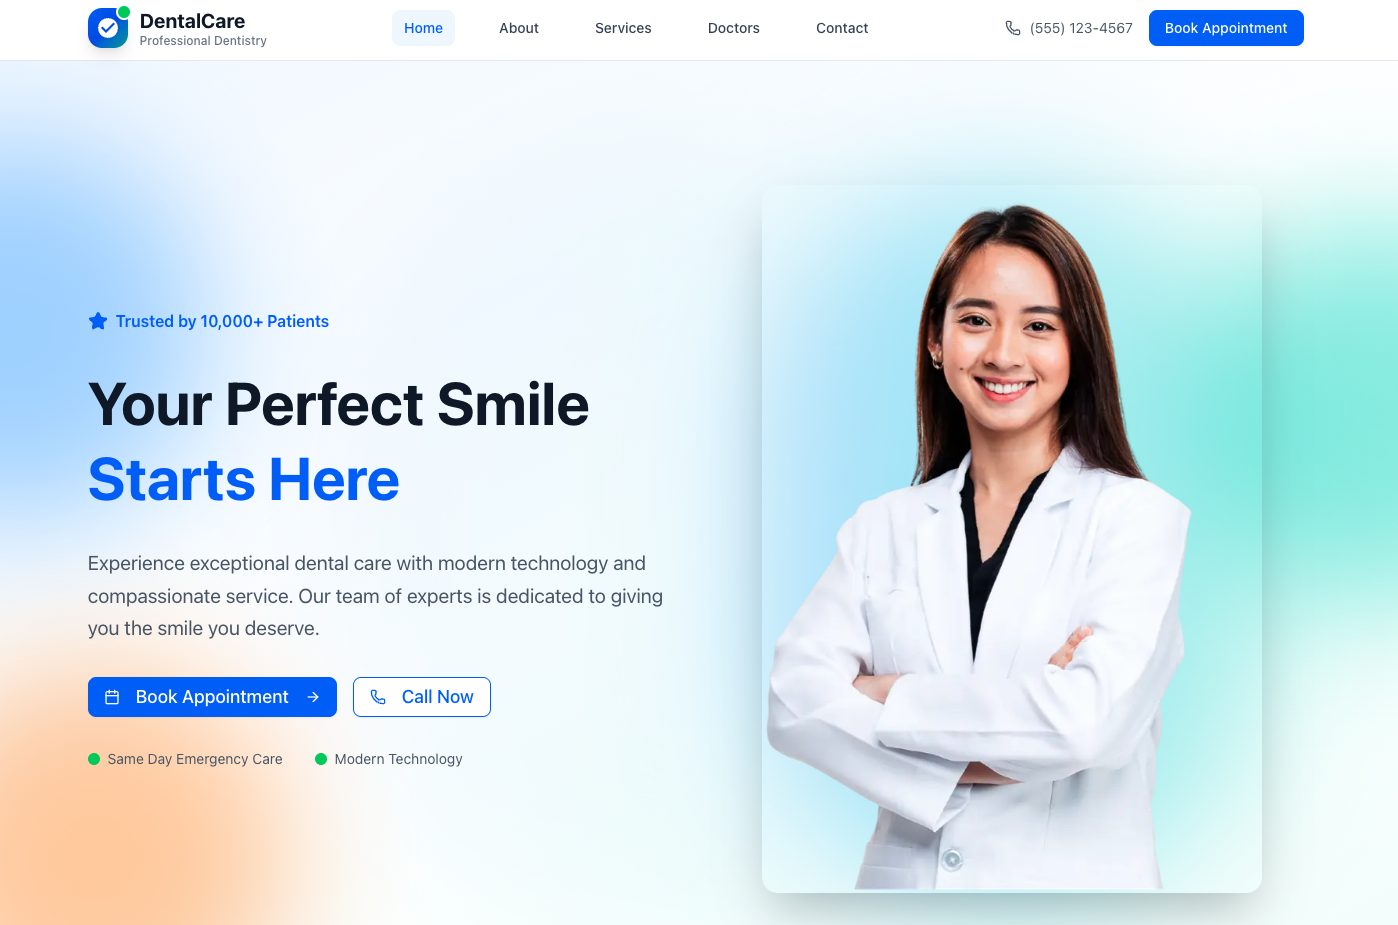 DentalCare
Professional Dentistry
Home
About
Services
Doctors
Contact
(555) 123-4567
Book Appointment
Trusted by 10,000+ Patients
Your Perfect Smile
Starts Here
Experience exceptional dental care with modern technology and
compassionate service. Our team of experts is dedicated to giving
you the smile you deserve.
Book Appointment
Call Now
Same Day Emergency Care
Modern Technology